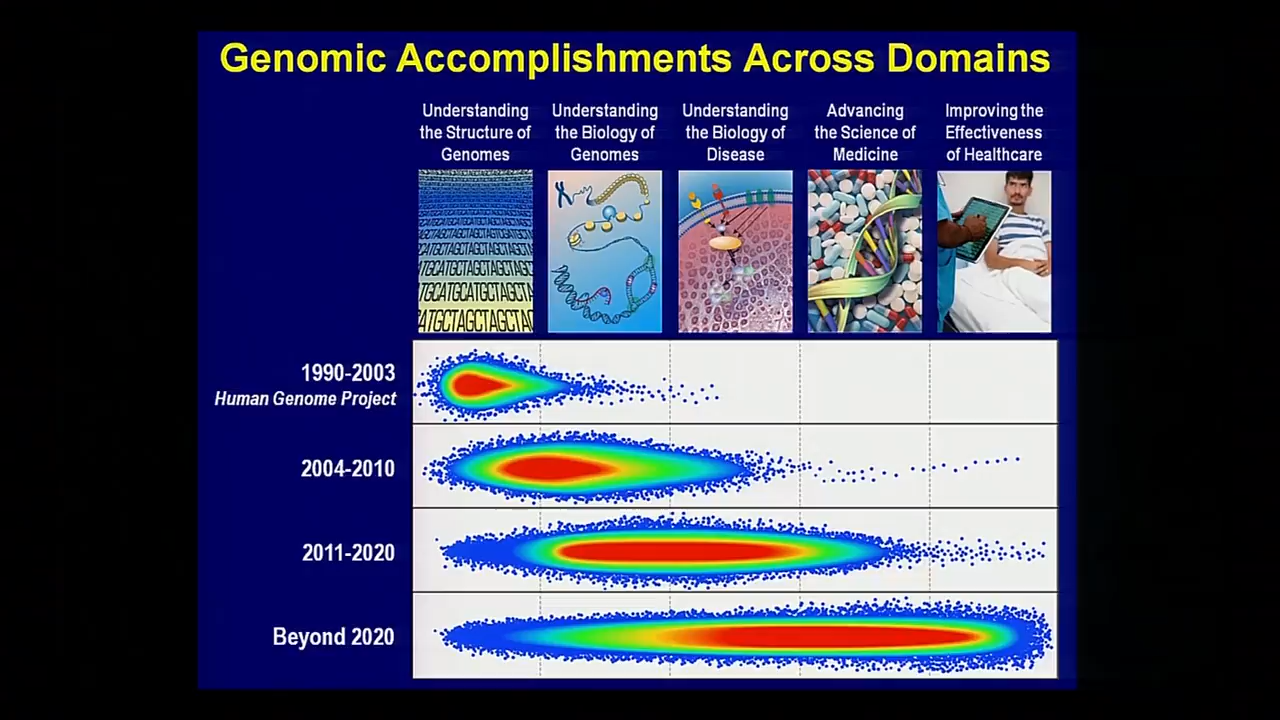 Genomic Accomplishments Across Domains
Understanding
the Structure of
Genomes
Understanding
the Biology of
Genomes
Understanding
the Biology of
Disease
Advancing
the Science of
Medicine
Improving the
Effectiveness
of Healthcare
1990-2003
Human Genome Project
2004-2010
2011-2020
Beyond 2020